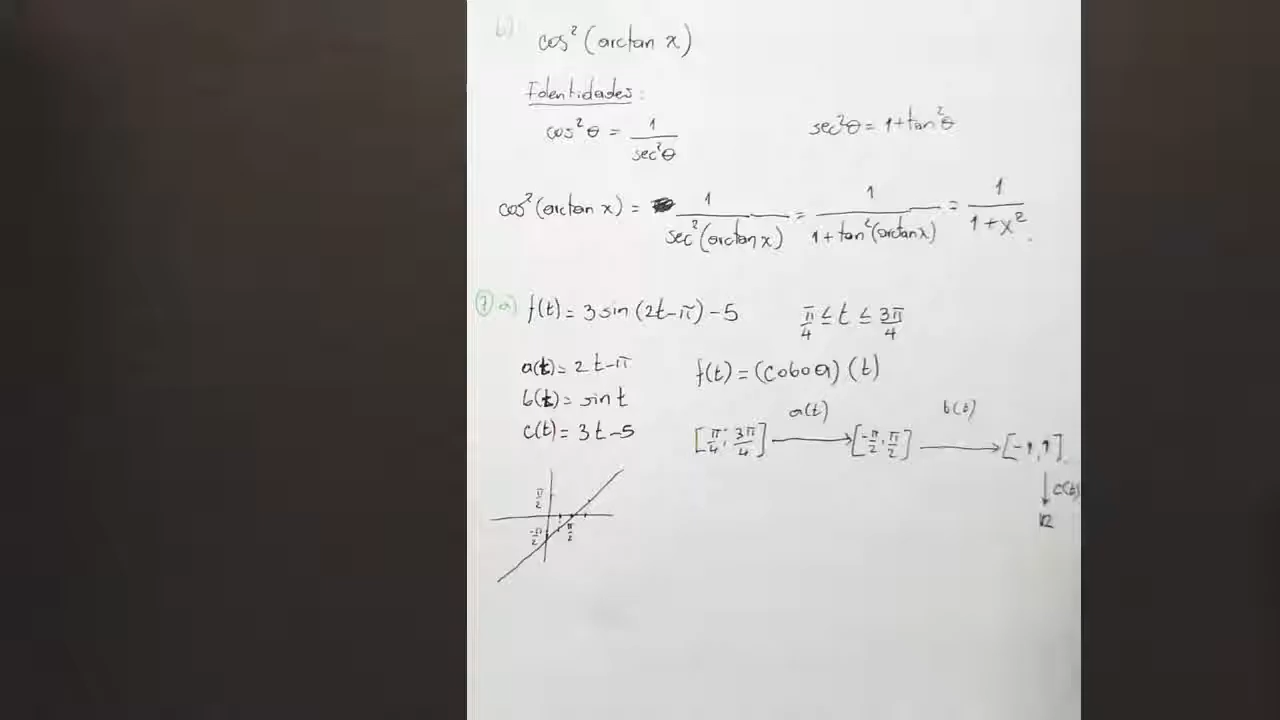 b)
cos²(arctan x)
Identidades:
cos²θ = 1/sec²θ    sec²θ = 1+tan²θ
cos²(arctan x) = 1/sec²(arctan x) = 1/1+tan²(arctan x) = 1/1+x².
7 a) f(t) = 3 sin(2t-π) - 5    π/4 ≤ t ≤ 3π/4
a(t) = 2t-π    f(t) = (c∘b∘a)(t)
b(t) = sin t    a(t)    b(t)
c(t) = 3t-5    [π/4, 3π/4] → [-π/2, π/2] → [-1, 1].
↓ c(t)
π/2
-π/2    π/2